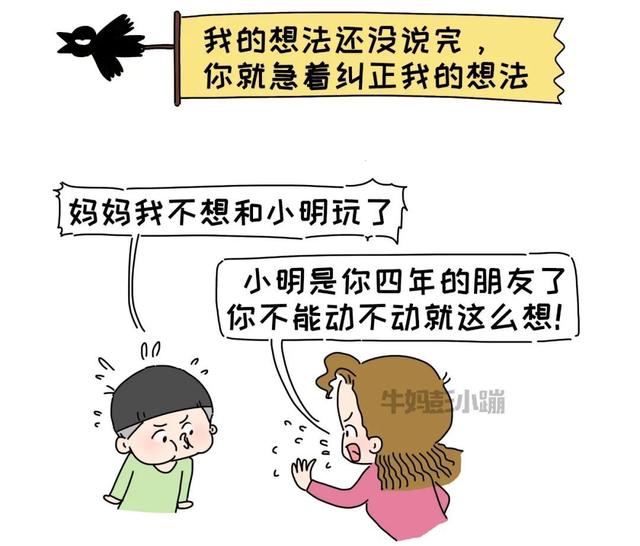 我的想法还没说完，
你就急着纠正我的想法
妈妈我不想和小明玩了
小明是你四年的朋友了
你不能动不动就这么想!
牛妈彭小蹦